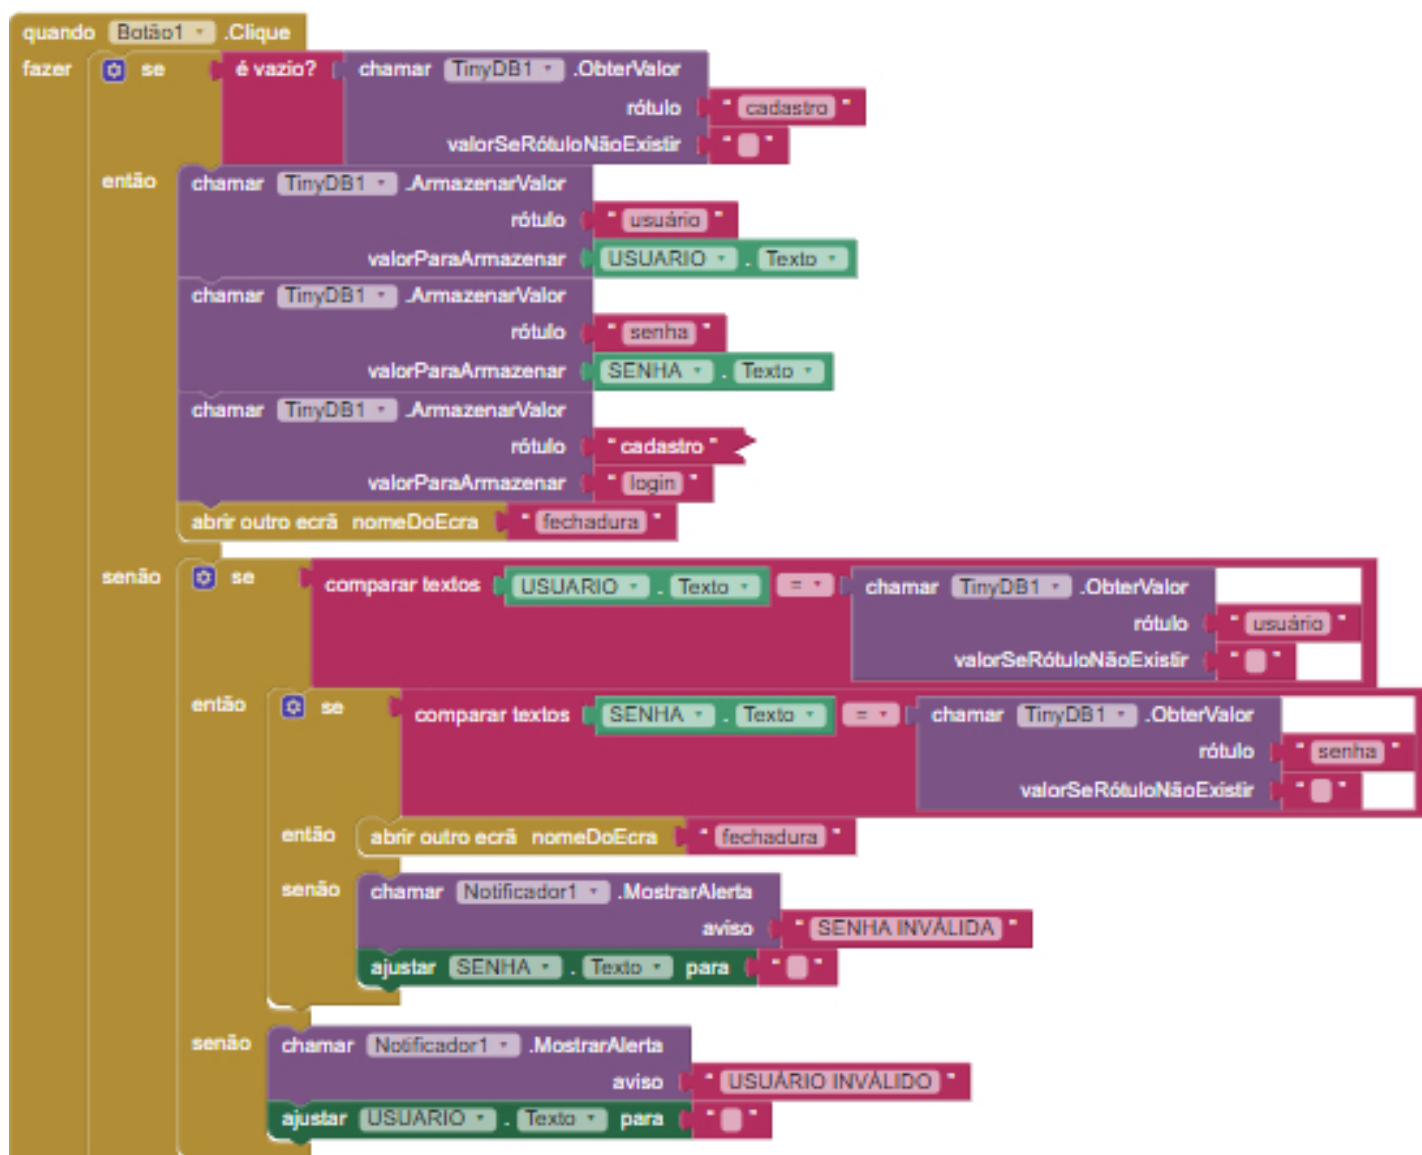 quando Botão1 .Clique
fazer se é vazio? chamar TinyDB1 .ObterValor
rótulo " cadastro "
valorSeRótuloNãoExistir " "
então chamar TinyDB1 .ArmazenarValor
rótulo " usuário "
valorParaArmazenar USUARIO . Texto
chamar TinyDB1 .ArmazenarValor
rótulo " senha "
valorParaArmazenar SENHA . Texto
chamar TinyDB1 .ArmazenarValor
rótulo " cadastro "
valorParaArmazenar " login "
abrir outro ecrã nomeDoEcra " fechadura "
senão se comparar textos USUARIO . Texto = chamar TinyDB1 .ObterValor
rótulo " usuário "
valorSeRótuloNãoExistir " "
então se comparar textos SENHA . Texto = chamar TinyDB1 .ObterValor
rótulo " senha "
valorSeRótuloNãoExistir " "
então abrir outro ecrã nomeDoEcra " fechadura "
senão chamar Notificador1 .MostrarAlerta
aviso " SENHA INVÁLIDA "
ajustar SENHA . Texto para " "
senão chamar Notificador1 .MostrarAlerta
aviso " USUÁRIO INVÁLIDO "
ajustar USUARIO . Texto para " "